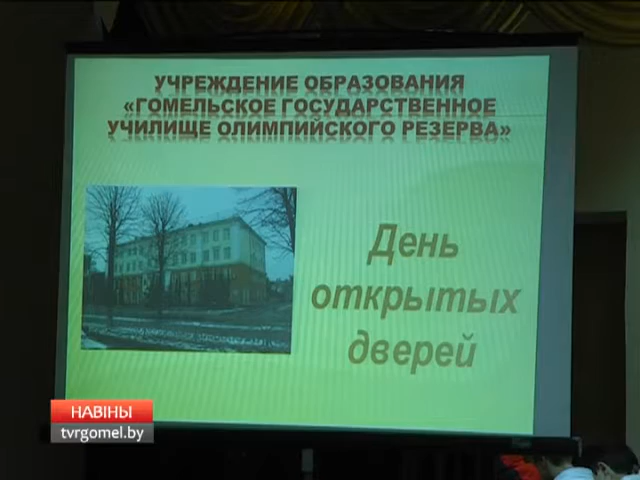 УЧРЕЖДЕНИЕ ОБРАЗОВАНИЯ
«ГОМЕЛЬСКОЕ ГОСУДАРСТВЕННОЕ
УЧИЛИЩЕ ОЛИМПИЙСКОГО РЕЗЕРВА»
День
открытых
дверей
НАВІНЫ
tvrgomel.by